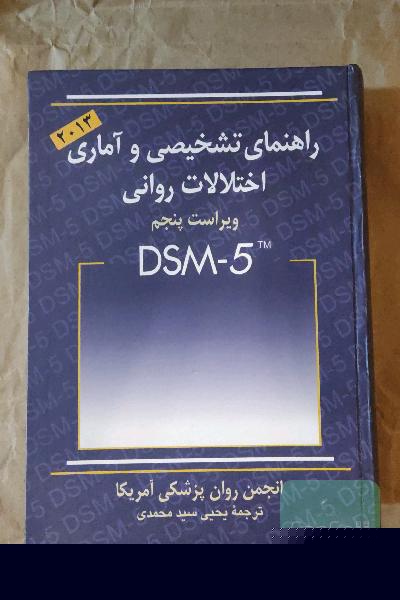 ۲۰۱۳
راهنمای تشخیصی و آماری
اختلالات روانی
ویراست پنجم
DSM-5™
انجمن روان پزشکی آمریکا
ترجمهٔ یحیی سید محمدی